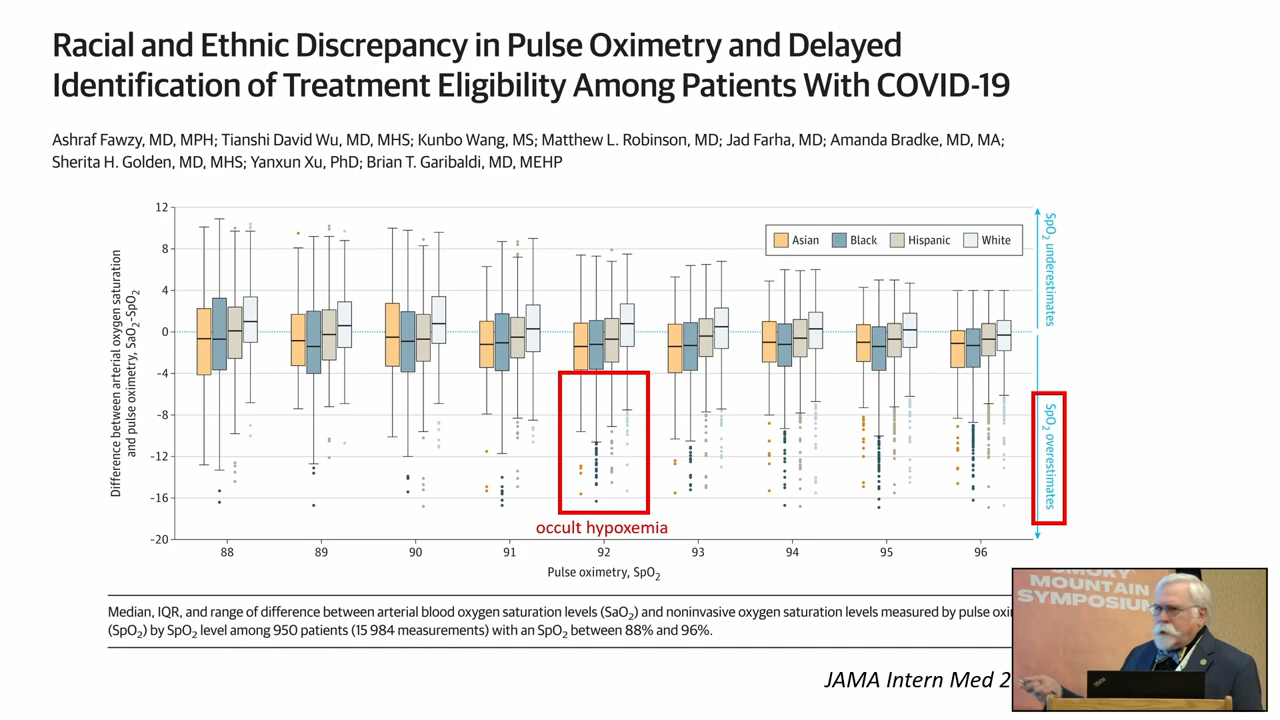 Racial and Ethnic Discrepancy in Pulse Oximetry and Delayed
Identification of Treatment Eligibility Among Patients With COVID-19
Ashraf Fawzy, MD, MPH; Tianshi David Wu, MD, MHS; Kunbo Wang, MS; Matthew L. Robinson, MD; Jad Farha, MD; Amanda Bradke, MD, MA;
Sherita H. Golden, MD, MHS; Yanxun Xu, PhD; Brian T. Garibaldi, MD, MEHP
Difference between arterial oxygen saturation
and pulse oximetry, SaO2-SpO2
12
8
4
0
-4
-8
-12
-16
-20
Asian
Black
Hispanic
White
SpO2 underestimates
SpO2 overestimates
occult hypoxemia
88
89
90
91
92
93
94
95
96
Pulse oximetry, SpO2
Median, IQR, and range of difference between arterial blood oxygen saturation levels (SaO2) and noninvasive oxygen saturation levels measured by pulse oxi
(SpO2) by SpO2 level among 950 patients (15 984 measurements) with an SpO2 between 88% and 96%.
JAMA Intern Med 2
SMOKY
MOUNTAIN
SYMPOSIUM